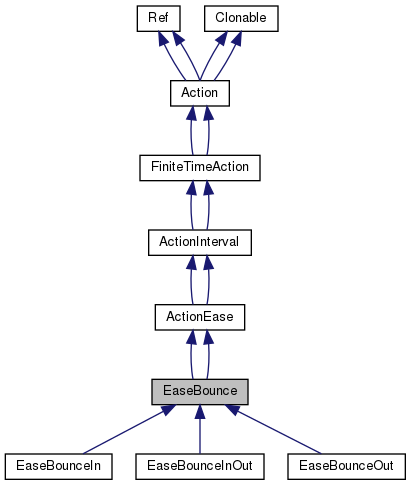 Ref
Clonable
Action
FiniteTimeAction
ActionInterval
ActionEase
EaseBounce
EaseBounceIn
EaseBounceInOut
EaseBounceOut